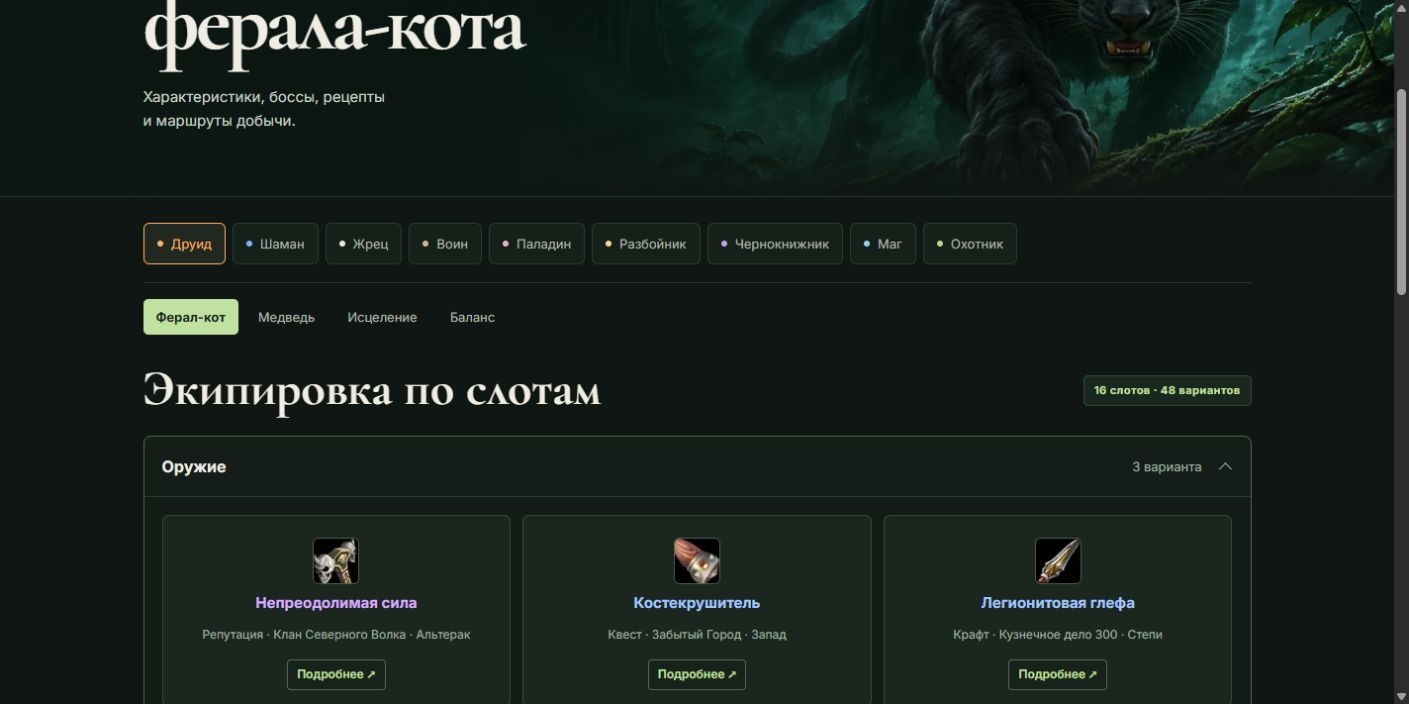 ферала-кота
Характеристики, боссы, рецепты
и маршруты добычи.
Друид Шаман Жрец Воин Паладин Разбойник Чернокнижник Маг Охотник
Ферал-кот Медведь Исцеление Баланс
Экипировка по слотам
16 слотов · 48 вариантов
Оружие
3 варианта
Непреодолимая сила
Репутация · Клан Северного Волка · Альтерак
Подробнее ↗
Костекрушитель
Квест · Забытый Город · Запад
Подробнее ↗
Легионитовая глефа
Крафт · Кузнечное дело 300 · Степи
Подробнее ↗